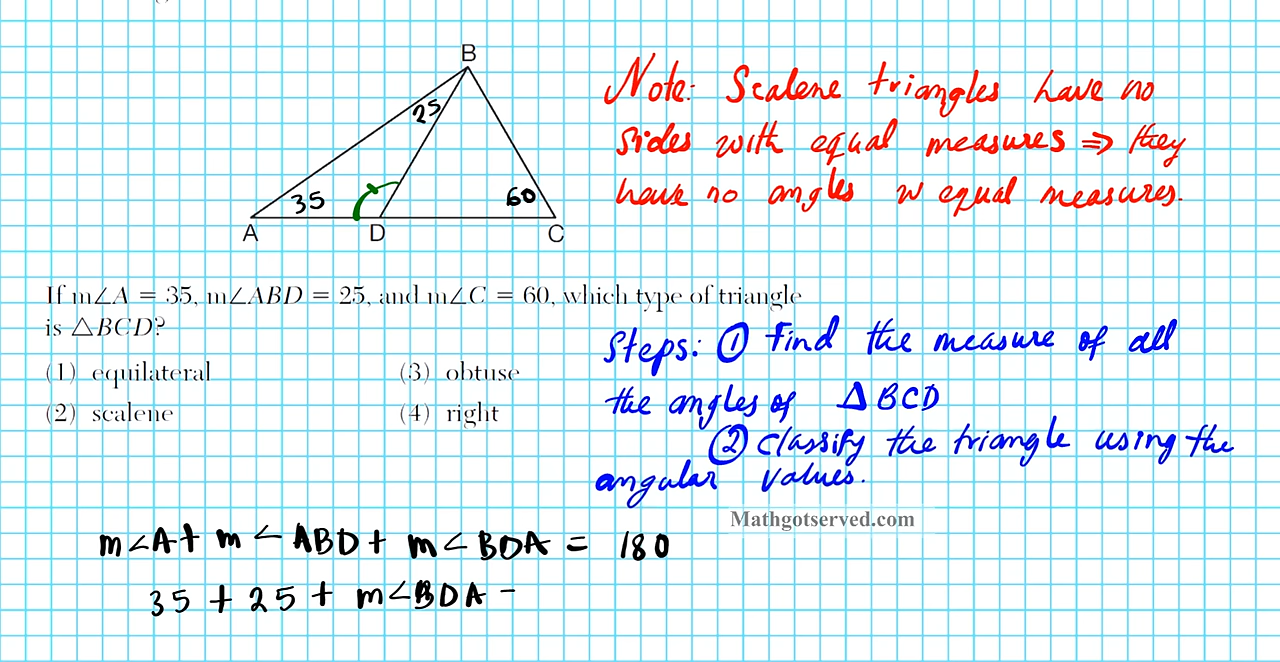 B
25
35
60
A
D
C
Note: Scalene triangles have no
sides with equal measures ⇒ they
have no angles w equal measures.
If m∠A = 35, m∠ABD = 25, and m∠C = 60, which type of triangle
is △BCD?
(1) equilateral
(3) obtuse
(2) scalene
(4) right
Steps: ① Find the measure of all
the angles of △BCD
② Classify the triangle using the
angular values.
Mathgotserved.com
m∠A + m∠ABD + m∠BDA = 180
35 + 25 + m∠BDA -